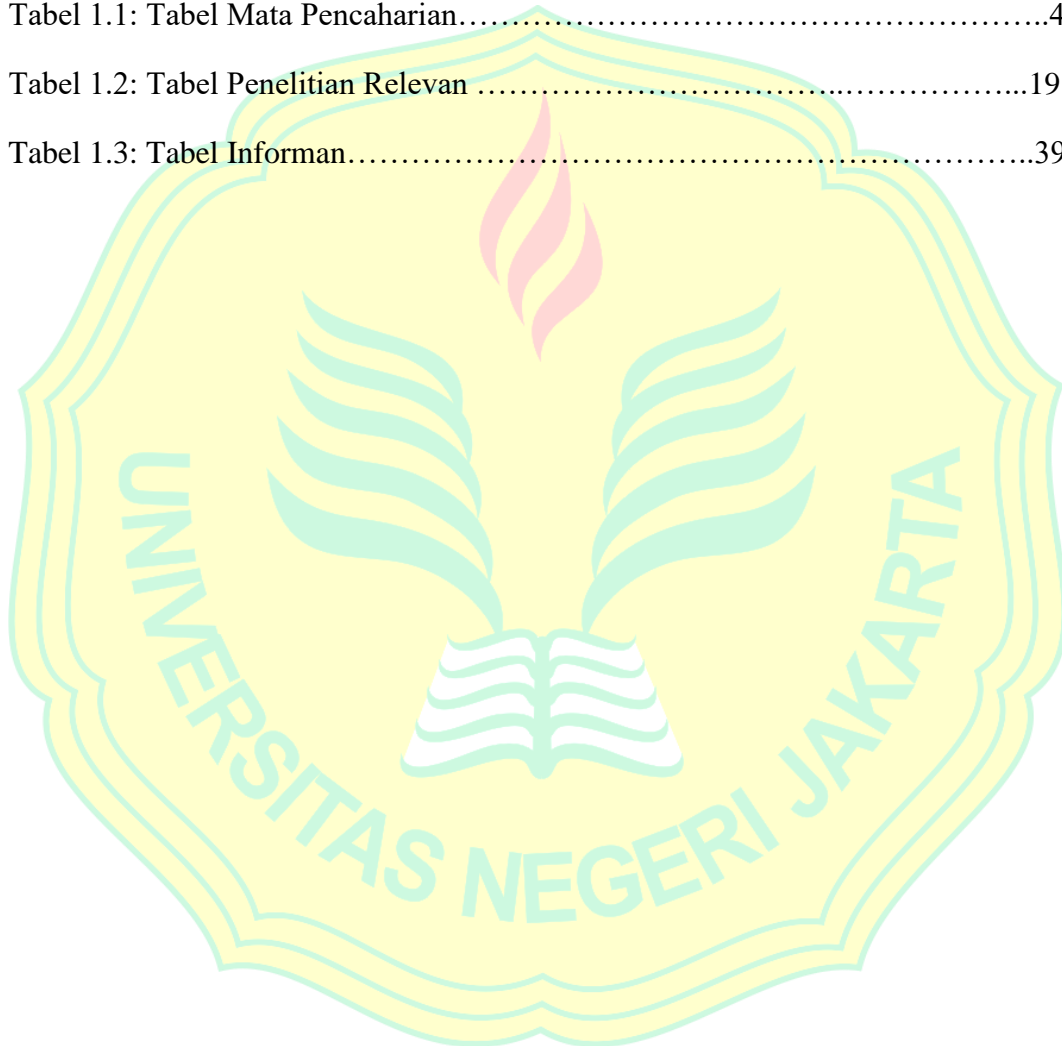 Tabel 1.1: Tabel Mata Pencaharian……………………………………………….4
Tabel 1.2: Tabel Penelitian Relevan ……………………………..……………...19
Tabel 1.3: Tabel Informan……………………………………………………..39
UNIVERSITAS NEGERI JAKARTA